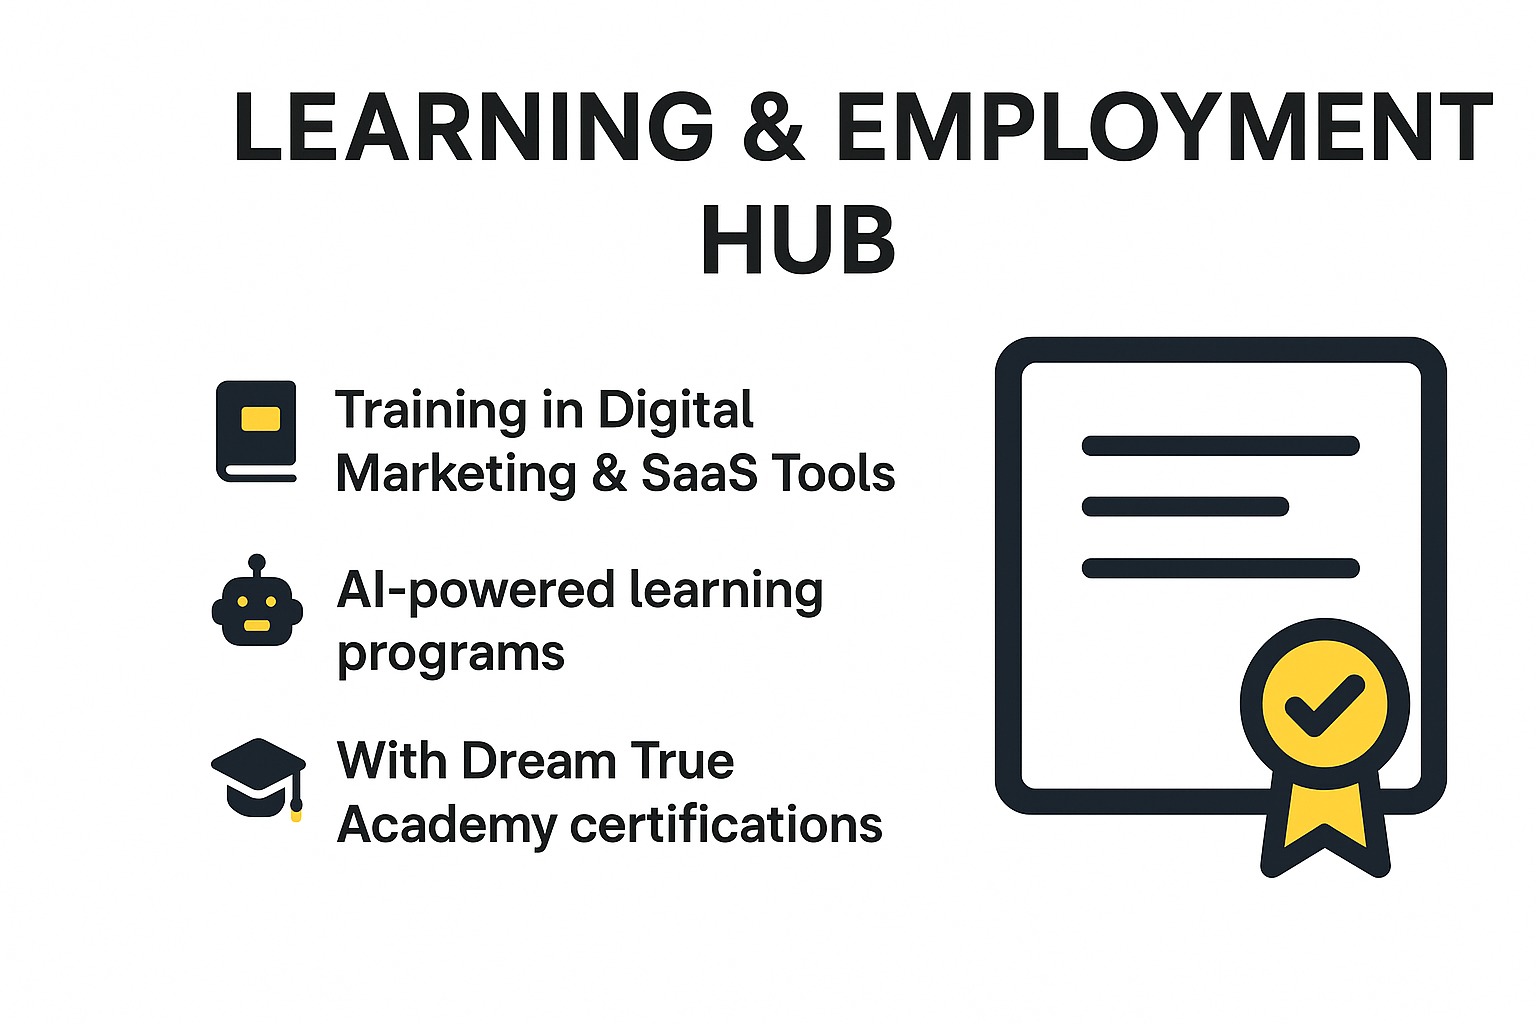 LEARNING & EMPLOYMENT
HUB
Training in Digital
Marketing & SaaS Tools
AI-powered learning
programs
With Dream True
Academy certifications